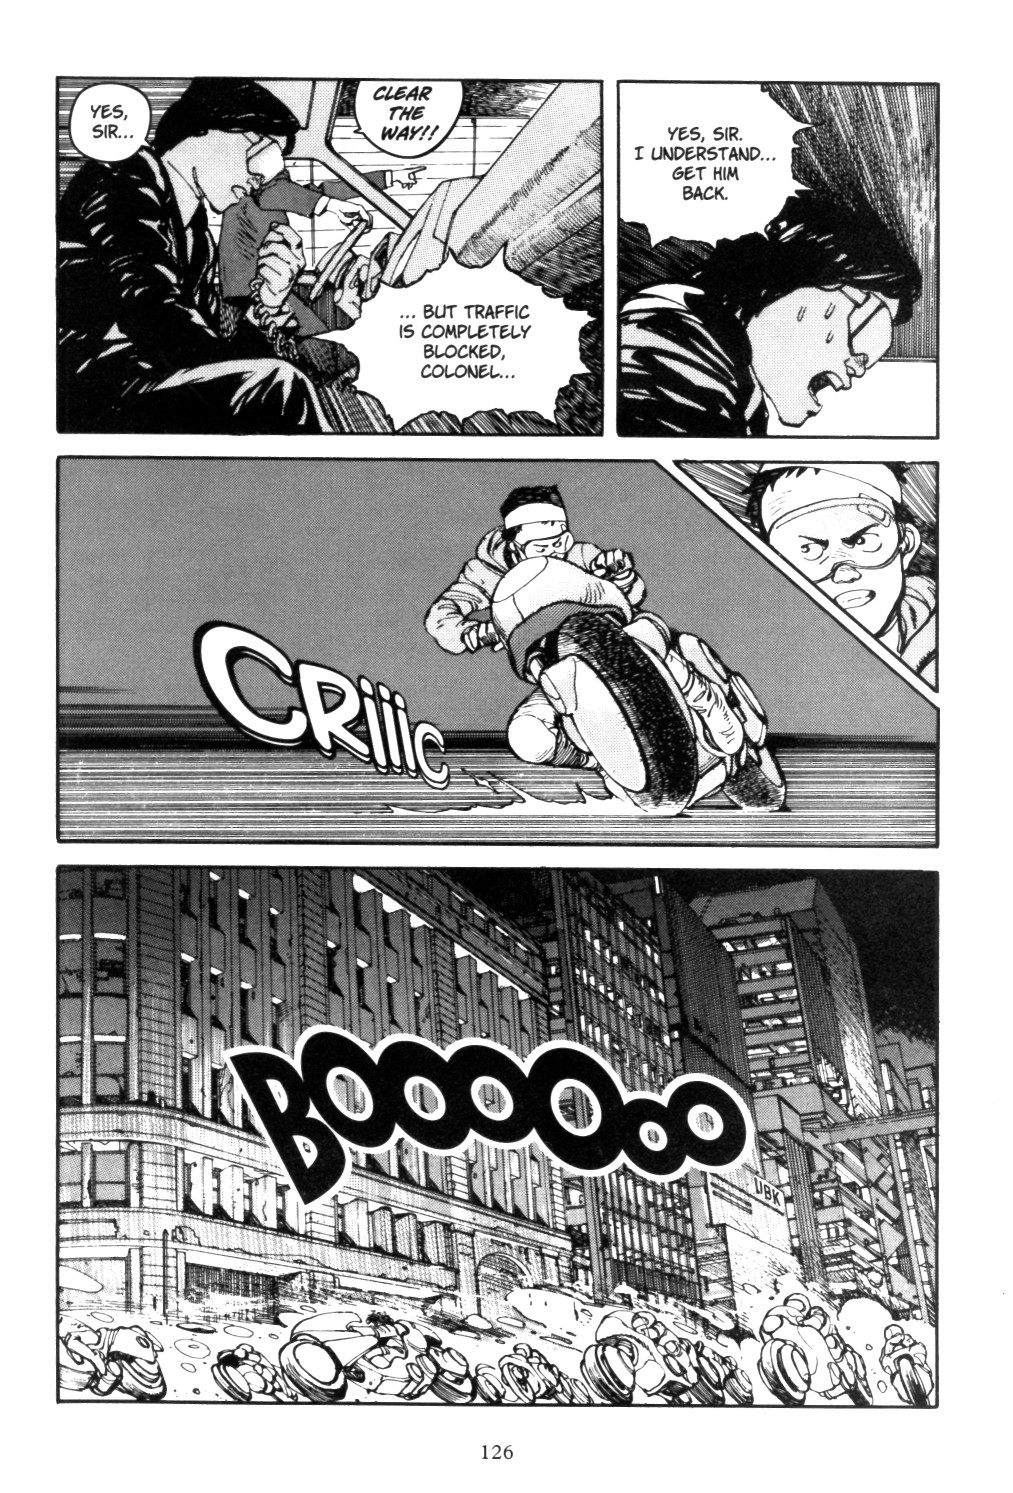 YES,
SIR...
CLEAR
THE
WAY!!
... BUT TRAFFIC
IS COMPLETELY
BLOCKED,
COLONEL...
YES, SIR.
I UNDERSTAND...
GET HIM
BACK.
CRIIIC
BOOOOOOO
UBK
126